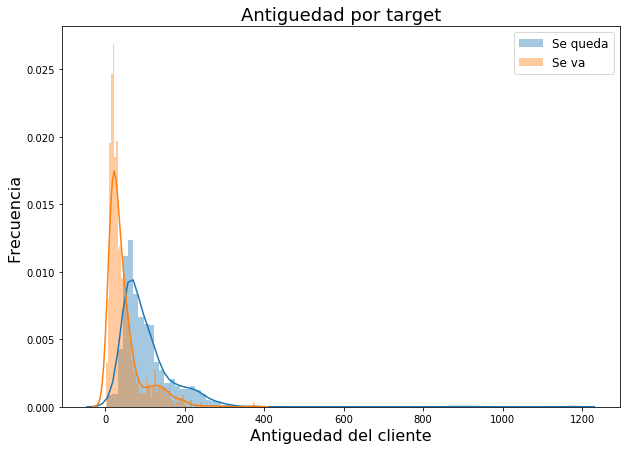 Antiguedad por target
Se queda
Se va
0.025
0.020
0.015
0.010
0.005
0.000
Frecuencia
0
200
400
600
800
1000
1200
Antiguedad del cliente